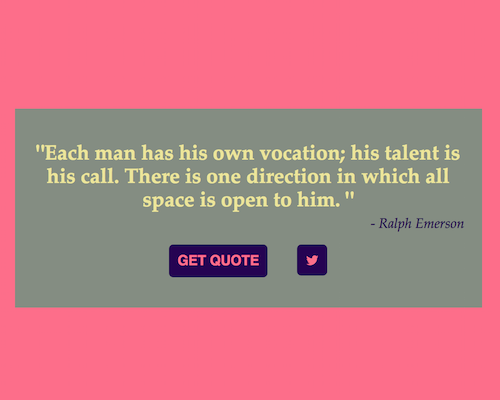 "Each man has his own vocation; his talent is
his call. There is one direction in which all
space is open to him. "
- Ralph Emerson
GET QUOTE